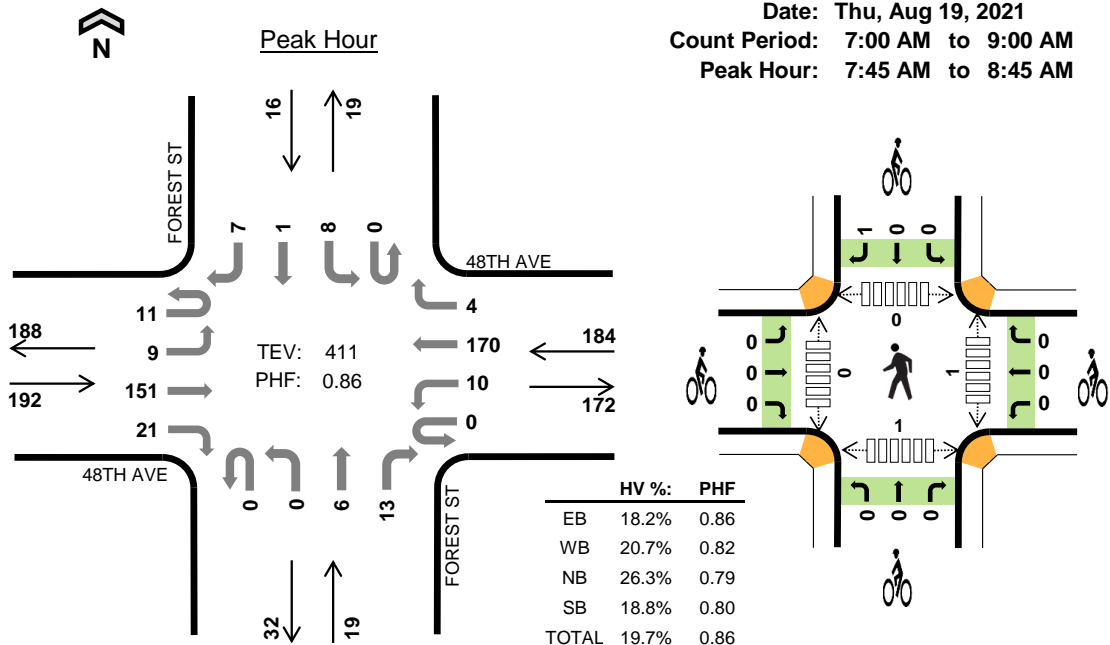 Date: Thu, Aug 19, 2021
Count Period: 7:00 AM to 9:00 AM
Peak Hour: 7:45 AM to 8:45 AM
N
Peak Hour
16 19
FOREST ST
7 1 8 0
48TH AVE
188
192
11
9
151
21
TEV: 411
PHF: 0.86
4
170
10
0
184
172
48TH AVE
0 0 6 13
FOREST ST
32 19
1 0 0
0
0
0
0
0
1
0
0
0
1
0 0 0
HV %: PHF
EB 18.2% 0.86
WB 20.7% 0.82
NB 26.3% 0.79
SB 18.8% 0.80
TOTAL 19.7% 0.86